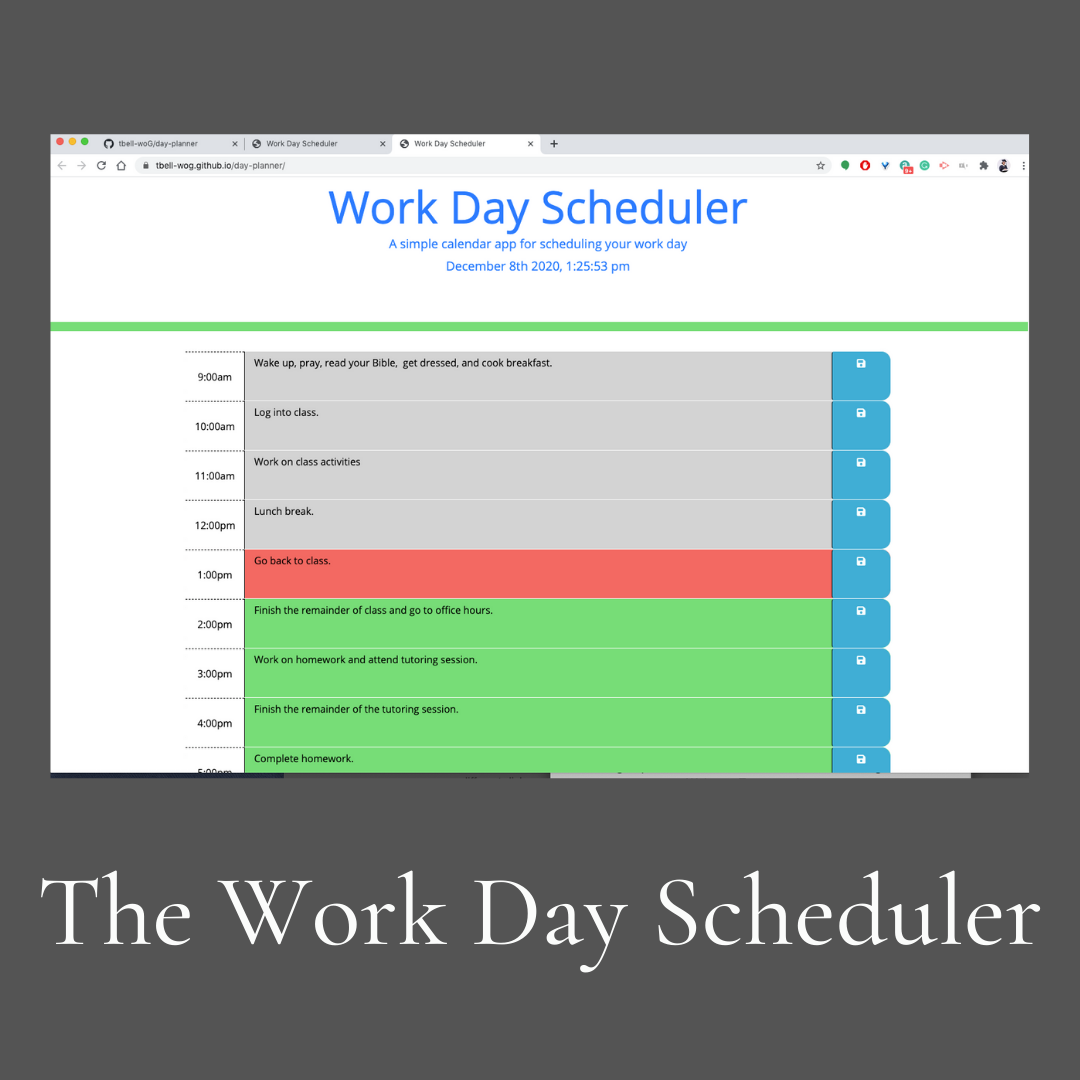 tbell-woG/day-planner
Work Day Scheduler
Work Day Scheduler
tbell-wog.github.io/day-planner/
9+
Work Day Scheduler
A simple calendar app for scheduling your work day
December 8th 2020, 1:25:53 pm
9:00am Wake up, pray, read your Bible,  get dressed, and cook breakfast.
10:00am Log into class.
11:00am Work on class activities
12:00pm Lunch break.
1:00pm Go back to class.
2:00pm Finish the remainder of class and go to office hours.
3:00pm Work on homework and attend tutoring session.
4:00pm Finish the remainder of the tutoring session.
5:00pm Complete homework.
The Work Day Scheduler